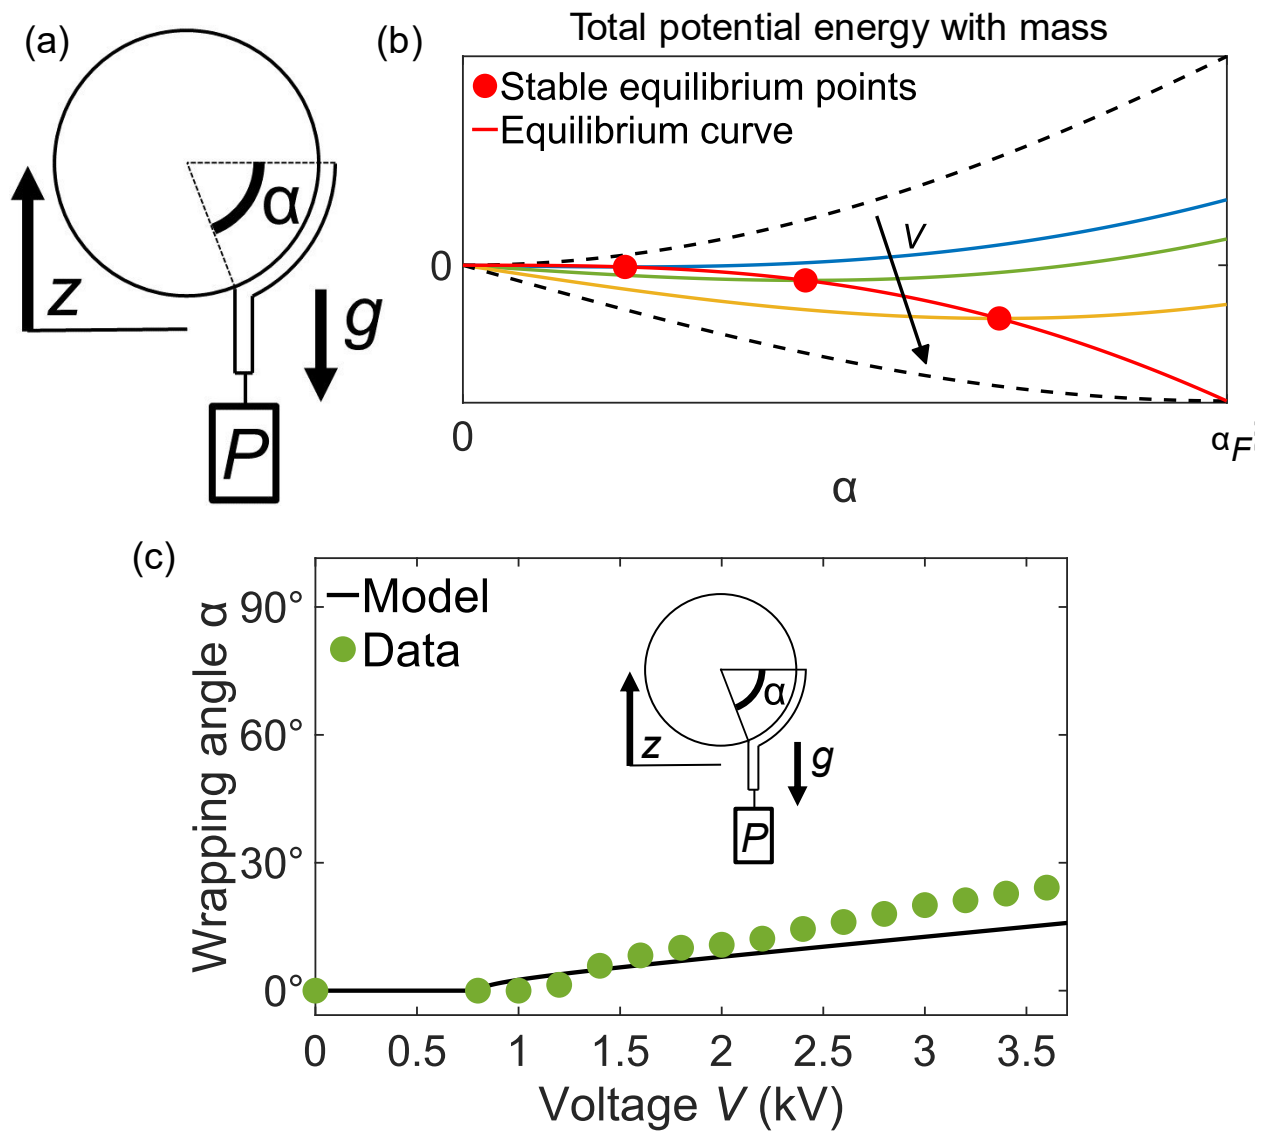 (a)
α
z
g
P
(b)
Total potential energy with mass
Stable equilibrium points
Equilibrium curve
V
0
0
αF
α
(c)
Model
Data
α
z
g
P
90°
60°
30°
0°
Wrapping angle α
0 0.5 1 1.5 2 2.5 3 3.5
Voltage V (kV)